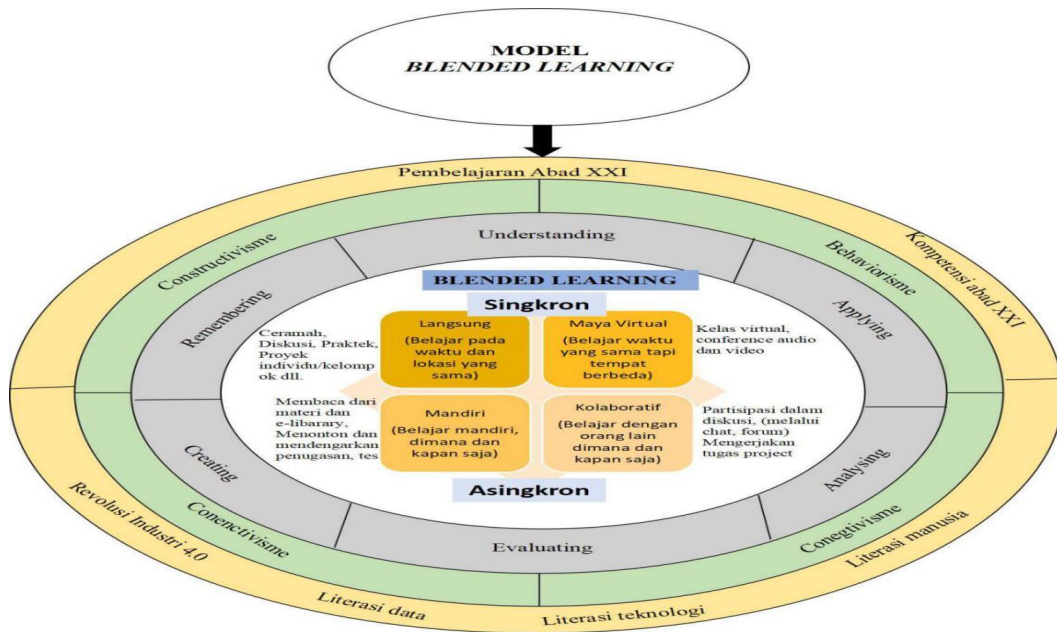 MODEL
BLENDED LEARNING
Pembelajaran Abad XXI
Kompetensi abad XXI
Literasi manusia
Literasi teknologi
Literasi data
Revolusi Industri 4.0
Constructivisme
Behaviorisme
Conegtivisme
Conenctivisme
Remembering
Understanding
Applying
Analysing
Evaluating
Creating
BLENDED LEARNING
Singkron
Ceramah,
Diskusi, Praktek,
Proyek
individu/kelomp
ok dll.
Langsung
(Belajar pada
waktu dan
lokasi yang
sama)
Maya Virtual
(Belajar waktu
yang sama tapi
tempat
berbeda)
Kelas virtual,
conference audio
dan video
Membaca dari
materi dan
e-libarary,
Menonton dan
mendengarkan
penugasan, tes
Mandiri
(Belajar mandiri,
dimana dan
kapan saja)
Kolaboratif
(Belajar dengan
orang lain
dimana dan
kapan saja)
Partisipasi dalam
diskusi, (melalui
chat, forum)
Mengerjakan
tugas project
Asingkron